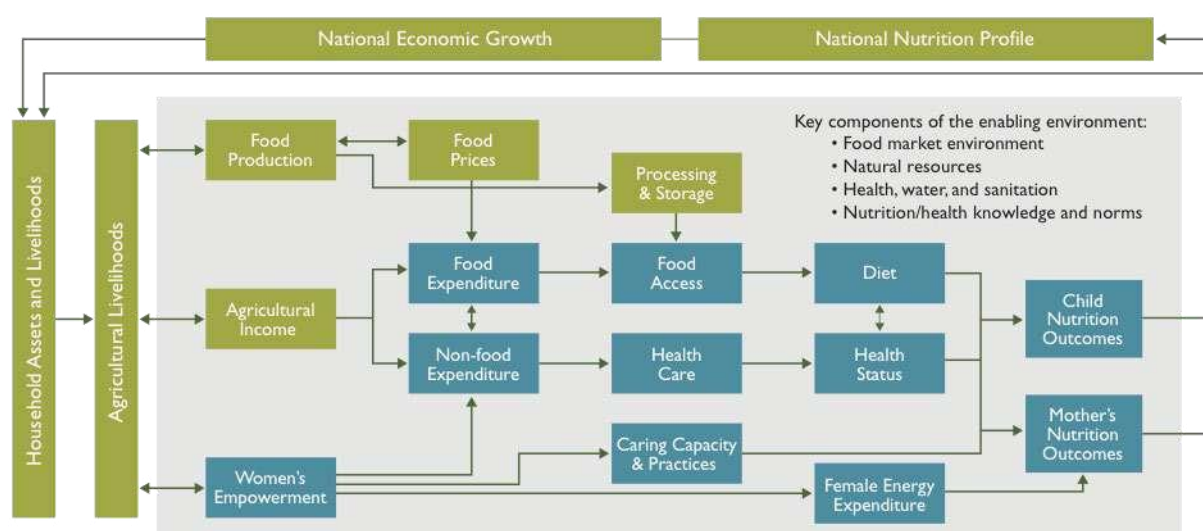 National Economic Growth
National Nutrition Profile
Household Assets and Livelihoods
Agricultural Livelihoods
Food
Production
Food
Prices
Processing
& Storage
Key components of the enabling environment:
• Food market environment
• Natural resources
• Health, water, and sanitation
• Nutrition/health knowledge and norms
Agricultural
Income
Food
Expenditure
Food
Access
Diet
Non-food
Expenditure
Health
Care
Health
Status
Child
Nutrition
Outcomes
Women's
Empowerment
Caring Capacity
& Practices
Female Energy
Expenditure
Mother's
Nutrition
Outcomes